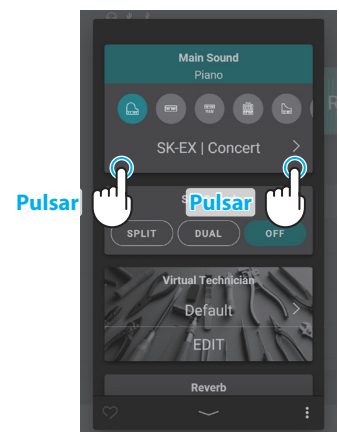 Main Sound
Piano
SK-EX | Concert
Pulsar
Pulsar
SPLIT
DUAL
OFF
Virtual Technician
Default
EDIT
Reverb